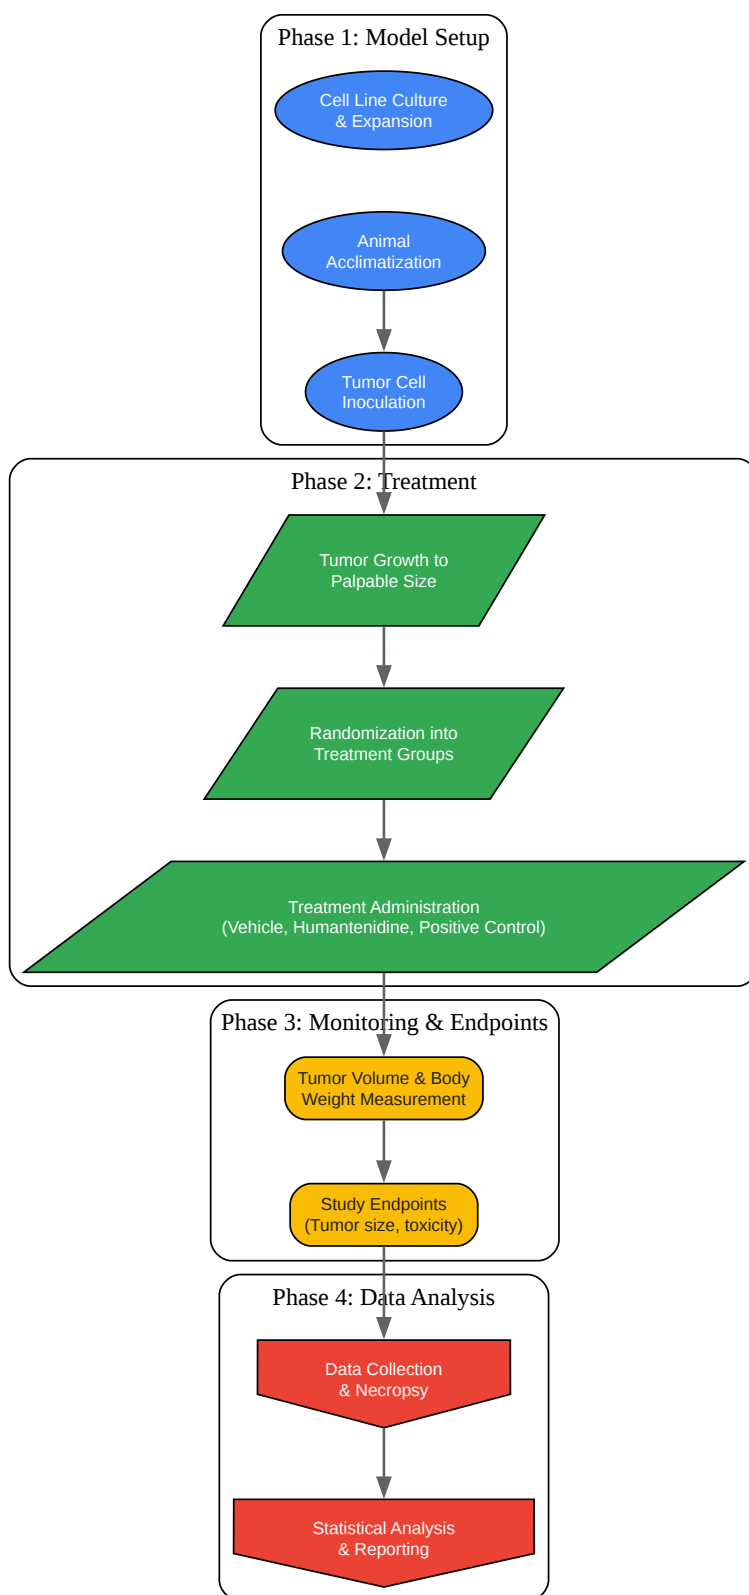 Phase 1: Model Setup
Cell Line Culture
& Expansion
Animal
Acclimatization
Tumor Cell
Inoculation
Phase 2: Treatment
Tumor Growth to
Palpable Size
Randomization into
Treatment Groups
Treatment Administration
(Vehicle, Humantenidine, Positive Control)
Phase 3: Monitoring & Endpoints
Tumor Volume & Body
Weight Measurement
Study Endpoints
(Tumor size, toxicity)
Phase 4: Data Analysis
Data Collection
& Necropsy
Statistical Analysis
& Reporting